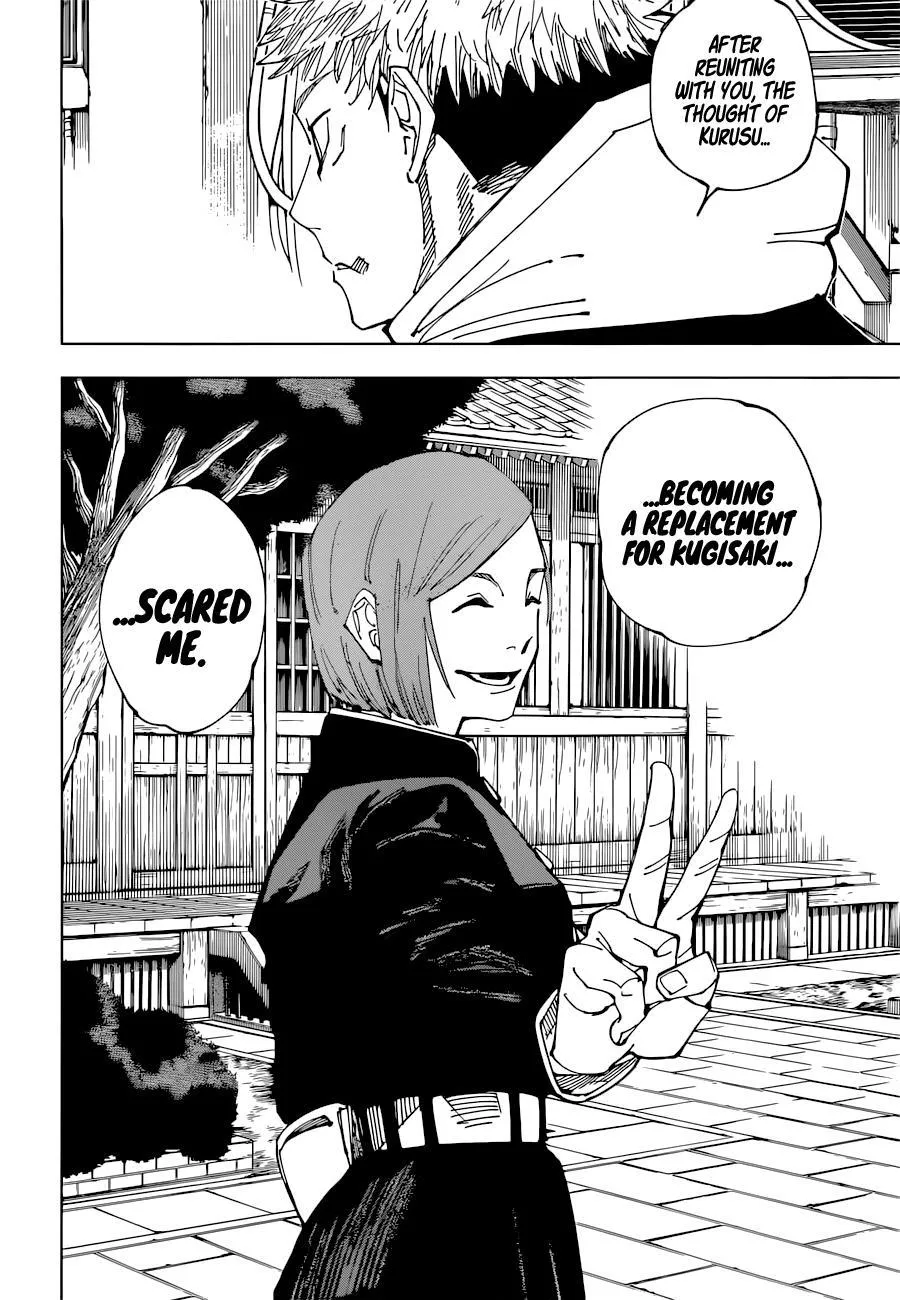 AFTER
REUNITING
WITH YOU, THE
THOUGHT OF
KURUSU...
...BECOMING
A REPLACEMENT
FOR KUGISAKI...
...SCARED
ME.